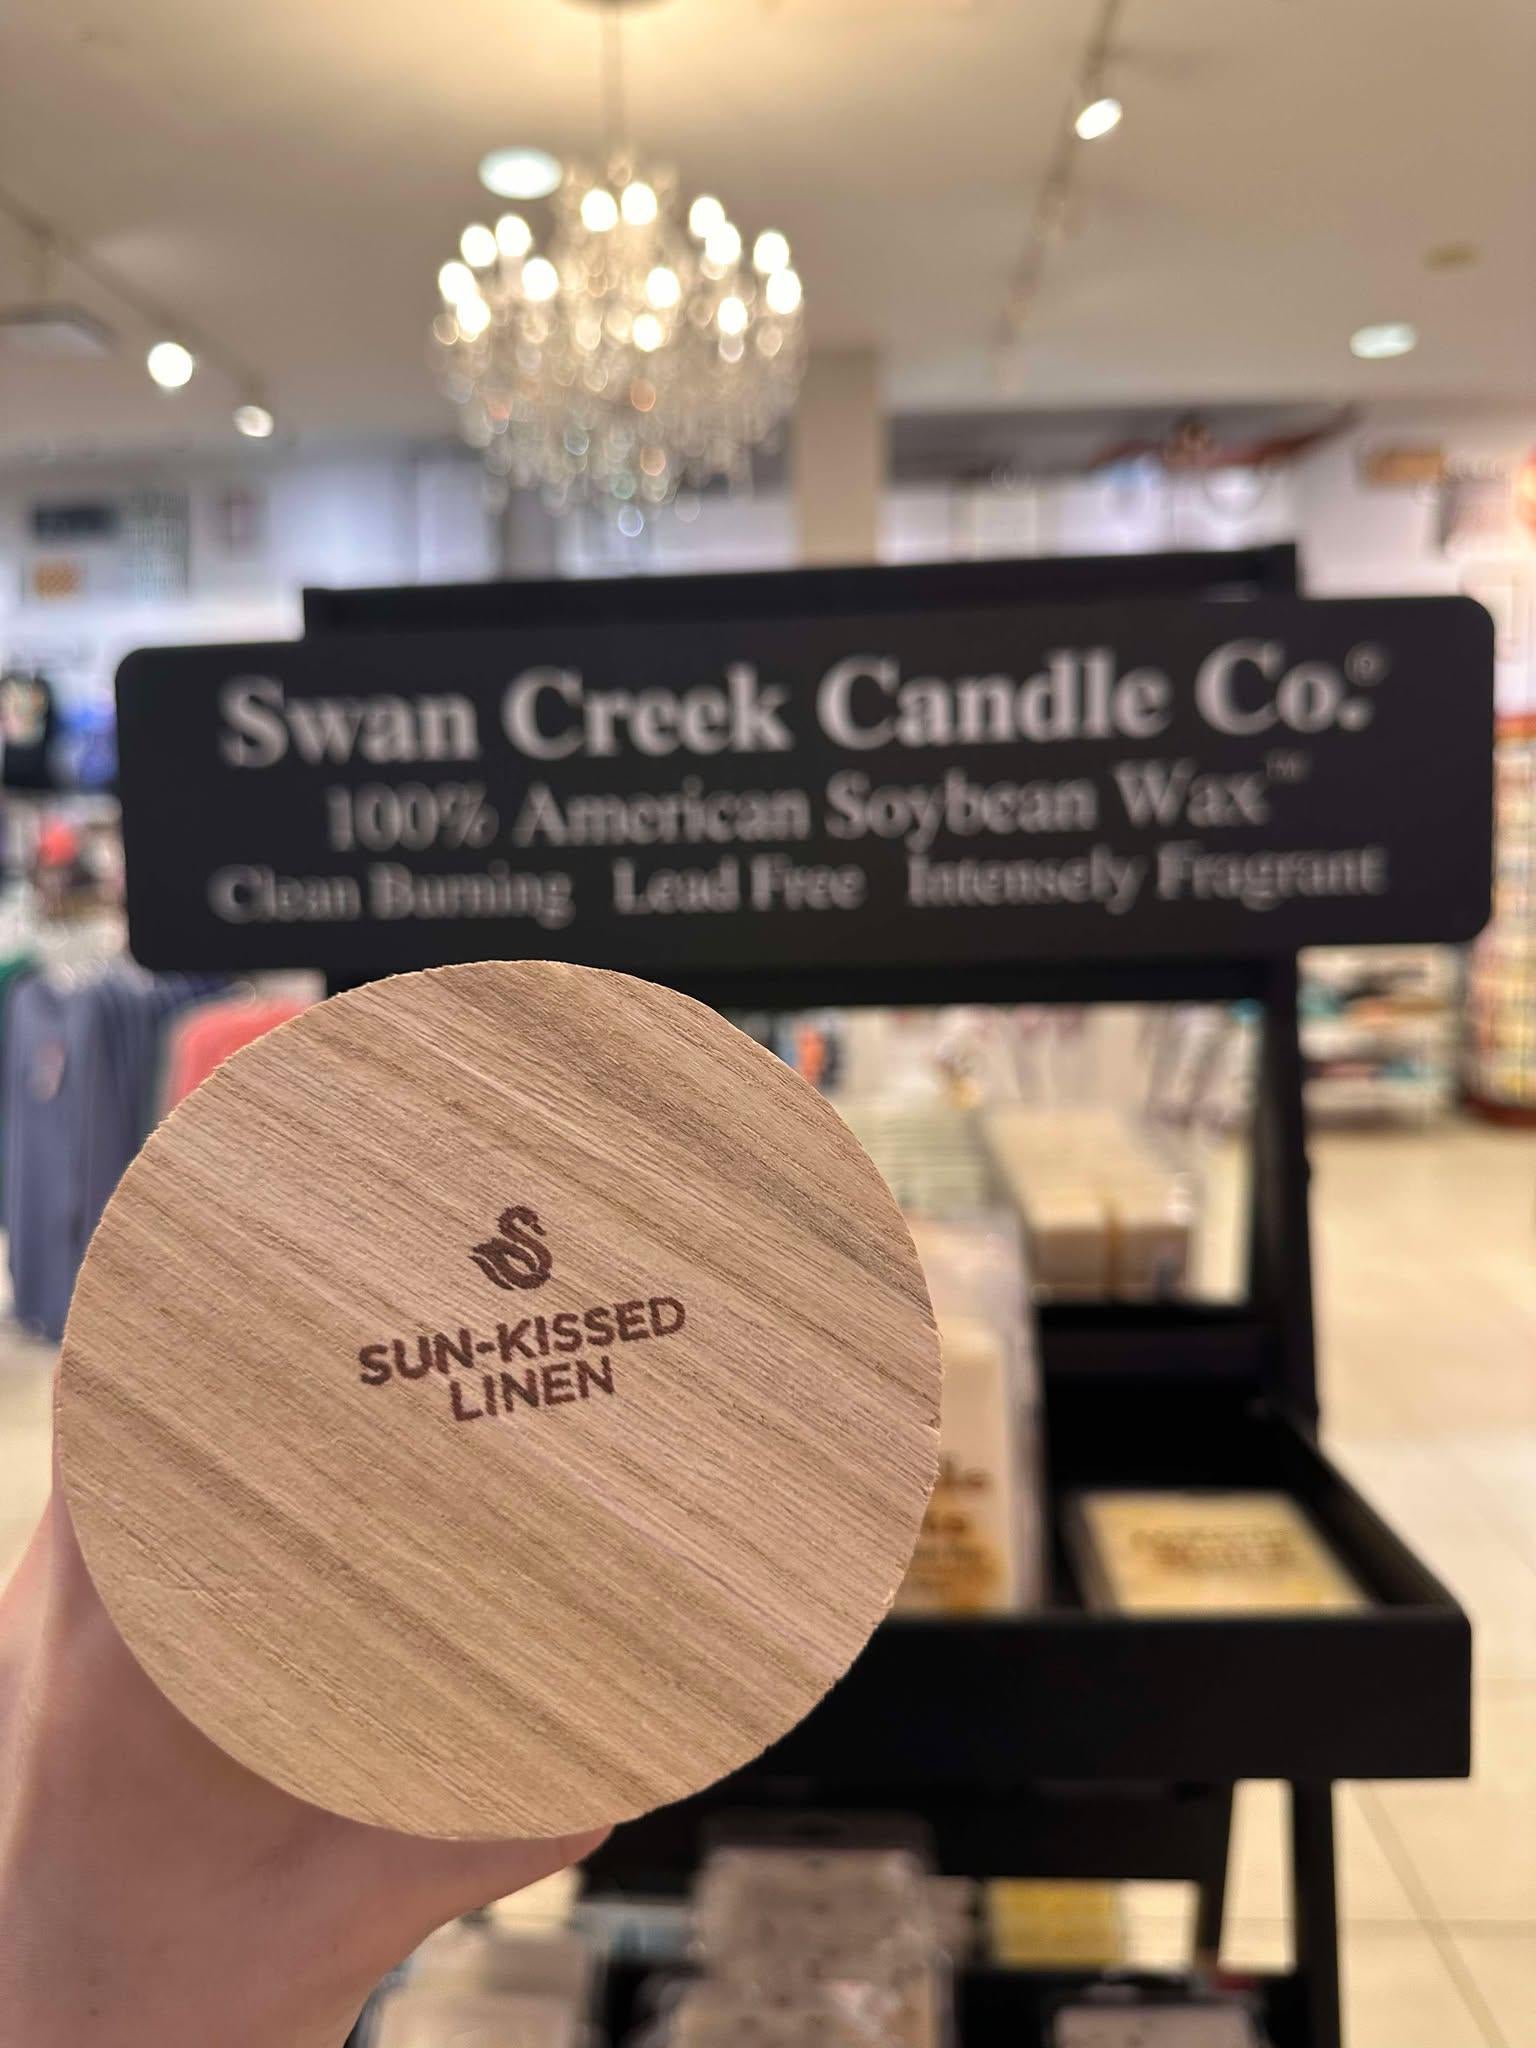 Swan Creek Candle Co.®
100% American Soybean Wax™
Clean Burning Lead Free Intensely Fragrant
SUN-KISSED
LINEN